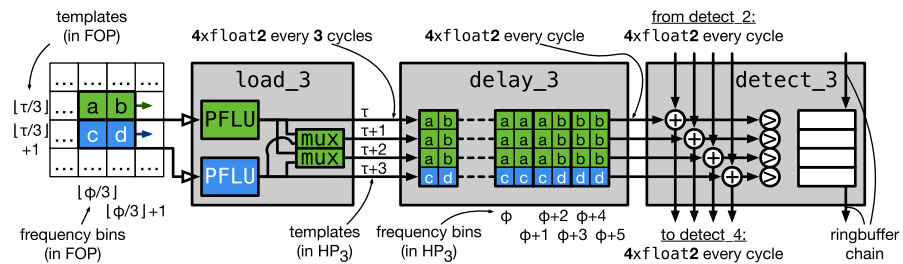 templates
(in FOP)
4xfloat2 every 3 cycles
4xfloat2 every cycle
from detect_2:
4xfloat2 every cycle
load_3
delay_3
detect_3
... ... ... ...
... a b
... c d
... ... ... ...
⌊τ/3⌋
⌊τ/3⌋
+1
⌊ϕ/3⌋
⌊ϕ/3⌋+1
frequency bins
(in FOP)
PFLU
PFLU
mux
mux
τ
τ+1
τ+2
τ+3
templates
(in HP₃)
a b
a b
a b
c d
a a a b b b
a a a b b b
a a a b b b
c c c d d d
ϕ ϕ+2 ϕ+4
ϕ+1 ϕ+3 ϕ+5
frequency bins
(in HP₃)
+ >
+ >
+ >
+ >
to detect_4:
4xfloat2 every cycle
ringbuffer
chain